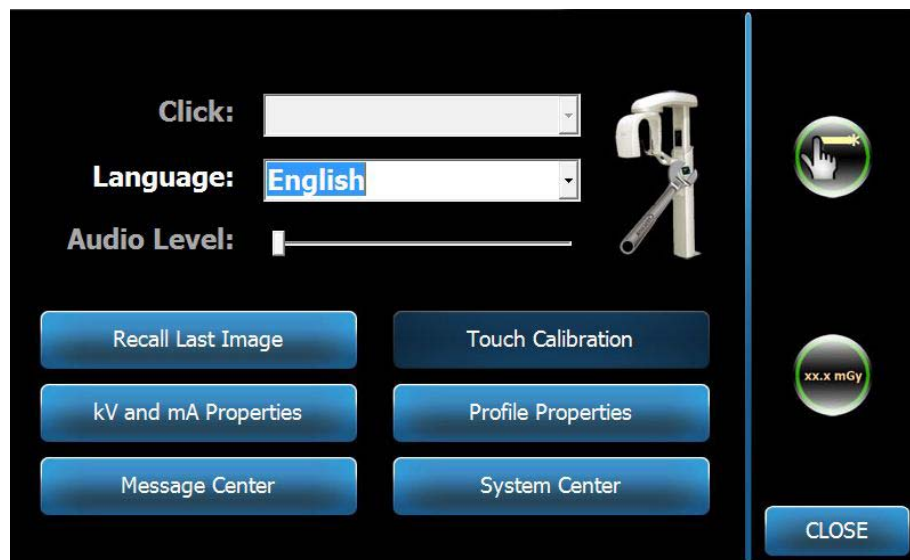 Click:
Language: English
Audio Level:
Recall Last Image
Touch Calibration
kV and mA Properties
Profile Properties
Message Center
System Center
xx.x mGy
CLOSE